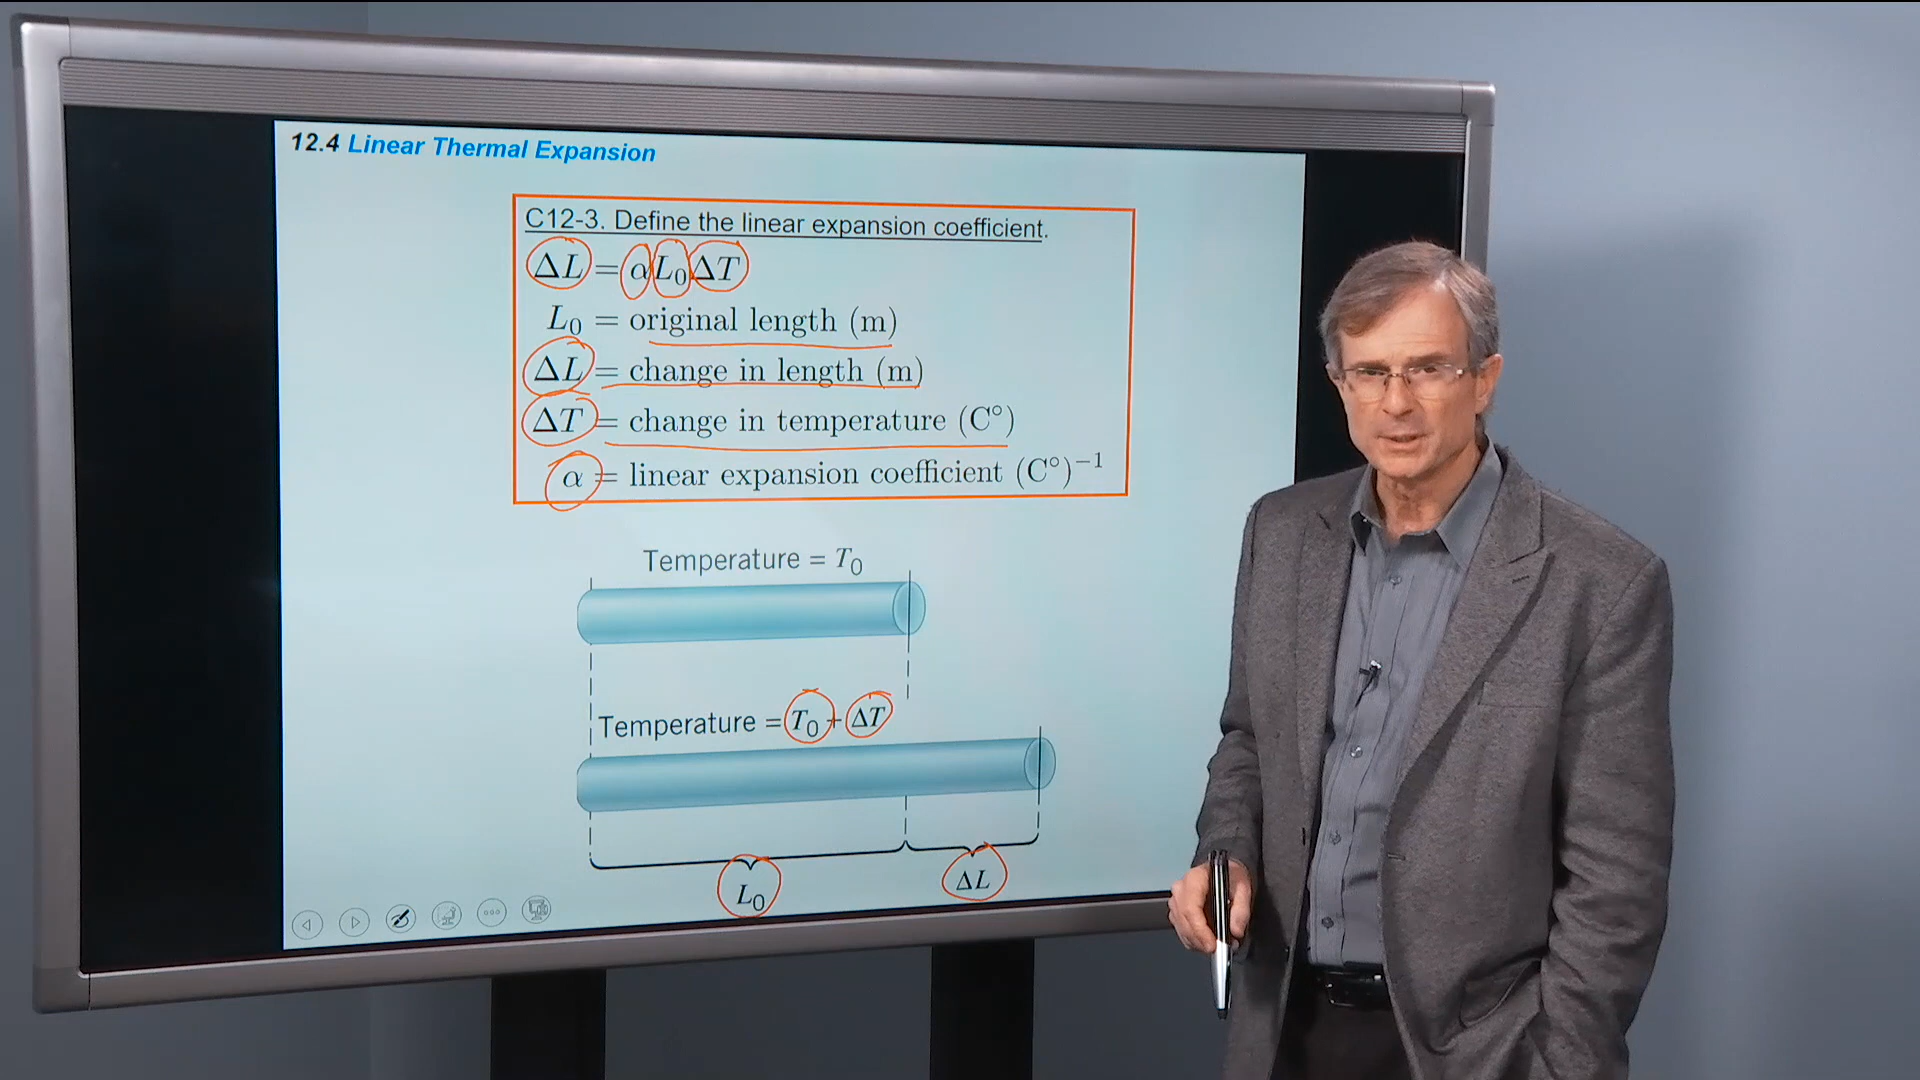 12.4 Linear Thermal Expansion
C12-3. Define the linear expansion coefficient.
ΔL = αL₀ΔT
L₀ = original length (m)
ΔL = change in length (m)
ΔT = change in temperature (C°)
α = linear expansion coefficient (C°)⁻¹
Temperature = T₀
Temperature = T₀ + ΔT
L₀
ΔL